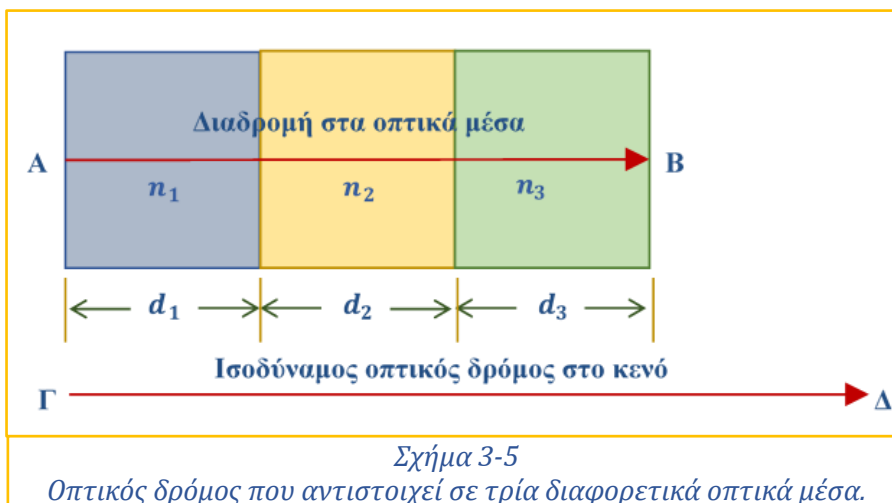 Διαδρομή στα οπτικά μέσα
A B
n₁ n₂ n₃
d₁ d₂ d₃
Ισοδύναμος οπτικός δρόμος στο κενό
Γ Δ
Σχήμα 3-5
Οπτικός δρόμος που αντιστοιχεί σε τρία διαφορετικά οπτικά μέσα.